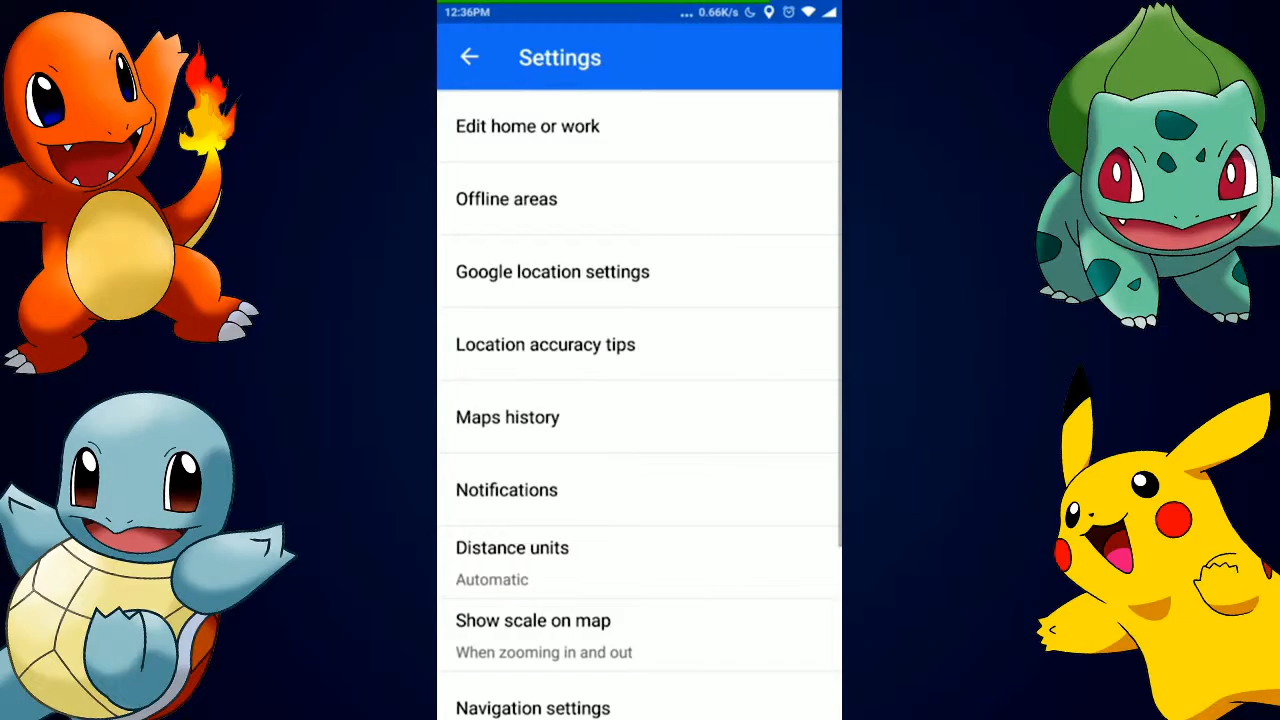 12:36PM
... 0.66K/s
Settings
Edit home or work
Offline areas
Google location settings
Location accuracy tips
Maps history
Notifications
Distance units
Automatic
Show scale on map
When zooming in and out
Navigation settings